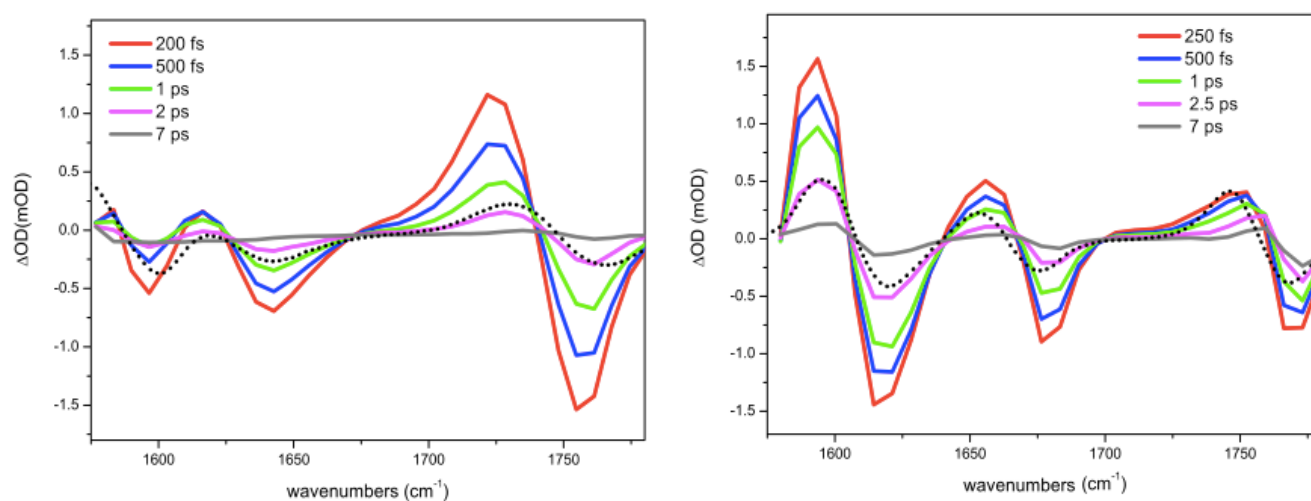 1.5
1.0
0.5
0.0
-0.5
-1.0
-1.5
ΔOD(mOD)
200 fs
500 fs
1 ps
2 ps
7 ps
1600
1650
1700
1750
wavenumbers (cm⁻¹)
1.5
1.0
0.5
0.0
-0.5
-1.0
-1.5
ΔOD (mOD)
250 fs
500 fs
1 ps
2.5 ps
7 ps
1600
1650
1700
1750
wavenumbers (cm⁻¹)